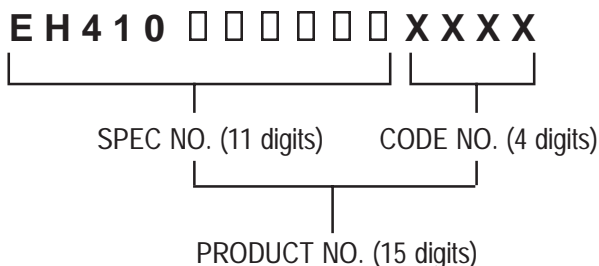 EH410 □□□□□□ XXXX
SPEC NO. (11 digits) CODE NO. (4 digits)
PRODUCT NO. (15 digits)